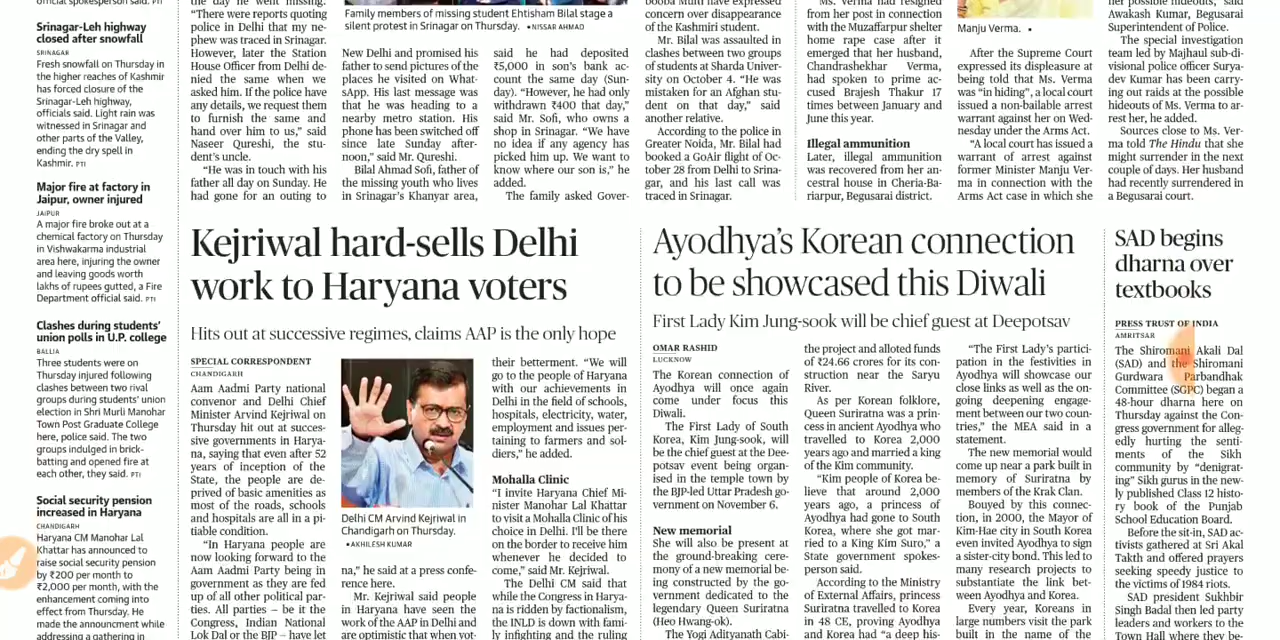 official spokesperson said. PTI
Srinagar-Leh highway
closed after snowfall
SRINAGAR
Fresh snowfall on Thursday in
the higher reaches of Kashmir
has forced closure of the
Srinagar-Leh highway,
officials said. Light rain was
witnessed in Srinagar and
other parts of the Valley,
ending the dry spell in
Kashmir. PTI
Major fire at factory in
Jaipur, owner injured
JAIPUR
A major fire broke out at a
chemical factory on Thursday
in Vishwakarma industrial
area here, injuring the owner
and leaving goods worth
lakhs of rupees gutted, a Fire
Department official said. PTI
Clashes during students'
union polls in U.P. college
BALLIA
Three students were on
Thursday injured following
clashes between two rival
groups during students' union
election in Shri Murli Manohar
Town Post Graduate College
here, police said. The two
groups indulged in brick-
batting and opened fire at
each other, they said. PTI
Social security pension
increased in Haryana
CHANDIGARH
Haryana CM Manohar Lal
Khattar has announced to
raise social security pension
by ₹200 per month to
₹2,000 per month, with the
enhancement coming into
effect from Thursday. He
made the announcement while
addressing a gathering in
the day he went missing.
"There were reports quoting
police in Delhi that my ne-
phew was traced in Srinagar.
However, later the Station
House Officer from Delhi de-
nied the same when we
asked him. If the police have
any details, we request them
to furnish the same and
hand over him to us," said
Naseer Qureshi, the stu-
dent's uncle.
"He was in touch with his
father all day on Sunday. He
had gone for an outing to
Family members of missing student Ehtisham Bilal stage a
silent protest in Srinagar on Thursday. •NISSAR AHMAD
New Delhi and promised his
father to send pictures of the
places he visited on What-
sApp. His last message was
that he was heading to a
nearby metro station. His
phone has been switched off
since late Sunday after-
noon," said Mr. Qureshi.
Bilal Ahmad Sofi, father of
the missing youth who lives
in Srinagar's Khanyar area,
said he had deposited
₹5,000 in son's bank ac-
count the same day (Sun-
day). "However, he had only
withdrawn ₹400 that day,"
said Mr. Sofi, who owns a
shop in Srinagar. "We have
no idea if any agency has
picked him up. We want to
know where our son is," he
added.
The family asked Gover-
booba Mufti have expressed
concern over disappearance
of the Kashmiri student.
Mr. Bilal was assaulted in
clashes between two groups
of students at Sharda Univer-
sity on October 4. "He was
mistaken for an Afghan stu-
dent on that day," said
another relative.
According to the police in
Greater Noida, Mr. Bilal had
booked a GoAir flight of Oc-
tober 28 from Delhi to Srina-
gar, and his last call was
traced in Srinagar.
Ms. Verma had resigned
from her post in connection
with the Muzaffarpur shelter
home rape case after it
emerged that her husband,
Chandrashekhar Verma,
had spoken to prime ac-
cused Brajesh Thakur 17
times between January and
June this year.
Illegal ammunition
Later, illegal ammunition
was recovered from her an-
cestral house in Cheria-Ba-
riarpur, Begusarai district.
Manju Verma. •
After the Supreme Court
expressed its displeasure at
being told that Ms. Verma
was "in hiding", a local court
issued a non-bailable arrest
warrant against her on Wed-
nesday under the Arms Act.
"A local court has issued a
warrant of arrest against
former Minister Manju Ver-
ma in connection with the
Arms Act case in which she
her possible hideouts," said
Awakash Kumar, Begusarai
Superintendent of Police.
The special investigation
team led by Majhaul sub-di-
visional police officer Surya-
dev Kumar has been carry-
ing out raids at the possible
hideouts of Ms. Verma to ar-
rest her, he added.
Sources close to Ms. Ver-
ma told The Hindu that she
might surrender in the next
couple of days. Her husband
had recently surrendered in
a Begusarai court.
Kejriwal hard-sells Delhi
work to Haryana voters
Hits out at successive regimes, claims AAP is the only hope
SPECIAL CORRESPONDENT
CHANDIGARH
Aam Aadmi Party national
convenor and Delhi Chief
Minister Arvind Kejriwal on
Thursday hit out at succes-
sive governments in Harya-
na, saying that even after 52
years of inception of the
State, the people are de-
prived of basic amenities as
most of the roads, schools
and hospitals are all in a pi-
tiable condition.
"In Haryana people are
now looking forward to the
Aam Aadmi Party being in
government as they are fed
up of all other political par-
ties. All parties – be it the
Congress, Indian National
Lok Dal or the BJP – have let
Delhi CM Arvind Kejriwal in
Chandigarh on Thursday.
•AKHILESH KUMAR
na," he said at a press confe-
rence here.
Mr. Kejriwal said people
in Haryana have seen the
work of the AAP in Delhi and
are optimistic that when vot-
their betterment. "We will
go to the people of Haryana
with our achievements in
Delhi in the field of schools,
hospitals, electricity, water,
employment and issues per-
taining to farmers and sol-
diers," he added.
Mohalla Clinic
"I invite Haryana Chief Mi-
nister Manohar Lal Khattar
to visit a Mohalla Clinic of his
choice in Delhi. I'll be there
on the border to receive him
whenever he decided to
come," said Mr. Kejriwal.
The Delhi CM said that
while the Congress in Harya-
na is ridden by factionalism,
the INLD is down with fami-
ly infighting and the ruling
Ayodhya's Korean connection
to be showcased this Diwali
First Lady Kim Jung-sook will be chief guest at Deepotsav
OMAR RASHID
LUCKNOW
The Korean connection of
Ayodhya will once again
come under focus this
Diwali.
The First Lady of South
Korea, Kim Jung-sook, will
be the chief guest at the Dee-
potsav event being organ-
ised in the temple town by
the BJP-led Uttar Pradesh go-
vernment on November 6.
New memorial
She will also be present at
the ground-breaking cere-
mony of a new memorial be-
ing constructed by the go-
vernment dedicated to the
legendary Queen Suriratna
(Heo Hwang-ok).
The Yogi Adityanath Cabi-
the project and alloted funds
of ₹24.66 crores for its con-
struction near the Saryu
River.
As per Korean folklore,
Queen Suriratna was a prin-
cess in ancient Ayodhya who
travelled to Korea 2,000
years ago and married a king
of the Kim community.
"Kim people of Korea be-
lieve that around 2,000
years ago, a princess of
Ayodhya had gone to South
Korea, where she got mar-
ried to a King Kim Suro," a
State government spokes-
person said.
According to the Ministry
of External Affairs, princess
Suriratna travelled to Korea
in 48 CE, proving Ayodhya
and Korea had "a deep his-
"The First Lady's partici-
pation in the festivities in
Ayodhya will showcase our
close links as well as the on-
going deepening engage-
ment between our two coun-
tries," the MEA said in a
statement.
The new memorial would
come up near a park built in
memory of Suriratna by
members of the Krak Clan.
Bouyed by this connec-
tion, in 2000, the Mayor of
Kim-Hae city in South Korea
even invited Ayodhya to sign
a sister-city bond. This led to
many research projects to
substantiate the link bet-
ween Ayodhya and Korea.
Every year, Koreans in
large numbers visit the park
built in the name of the
SAD begins
dharna over
textbooks
PRESS TRUST OF INDIA
AMRITSAR
The Shiromani Akali Dal
(SAD) and the Shiromani
Gurdwara Parbandhak
Committee (SGPC) began a
48-hour dharna here on
Thursday against the Con-
gress government for alleg-
edly hurting the senti-
ments of the Sikh
community by "denigrat-
ing" Sikh gurus in the new-
ly published Class 12 histo-
ry book of the Punjab
School Education Board.
Before the sit-in, SAD ac-
tivists gathered at Sri Akal
Takth and offered prayers
seeking speedy justice to
the victims of 1984 riots.
SAD president Sukhbir
Singh Badal then led party
leaders and workers to the
Town Hall where they be-